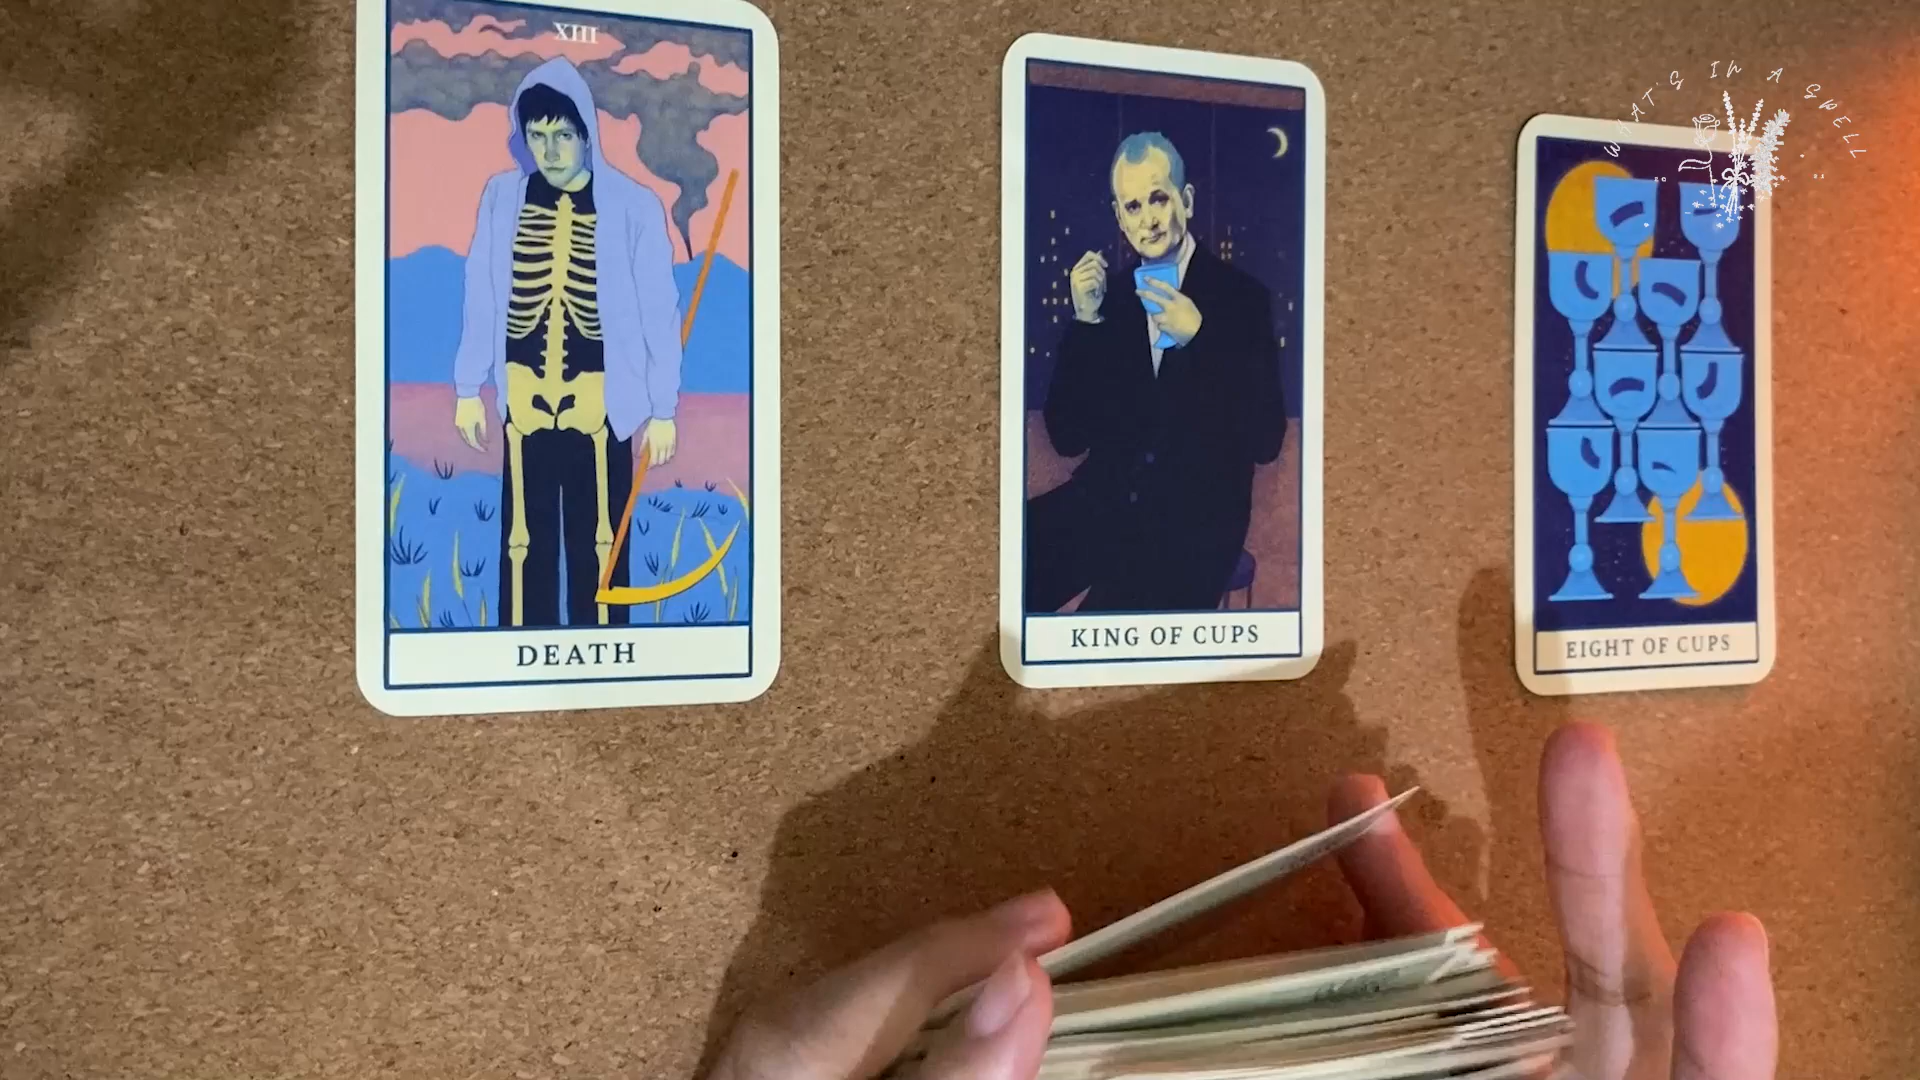 XIII
DEATH
KING OF CUPS
EIGHT OF CUPS
WHAT'S IN A SPELL